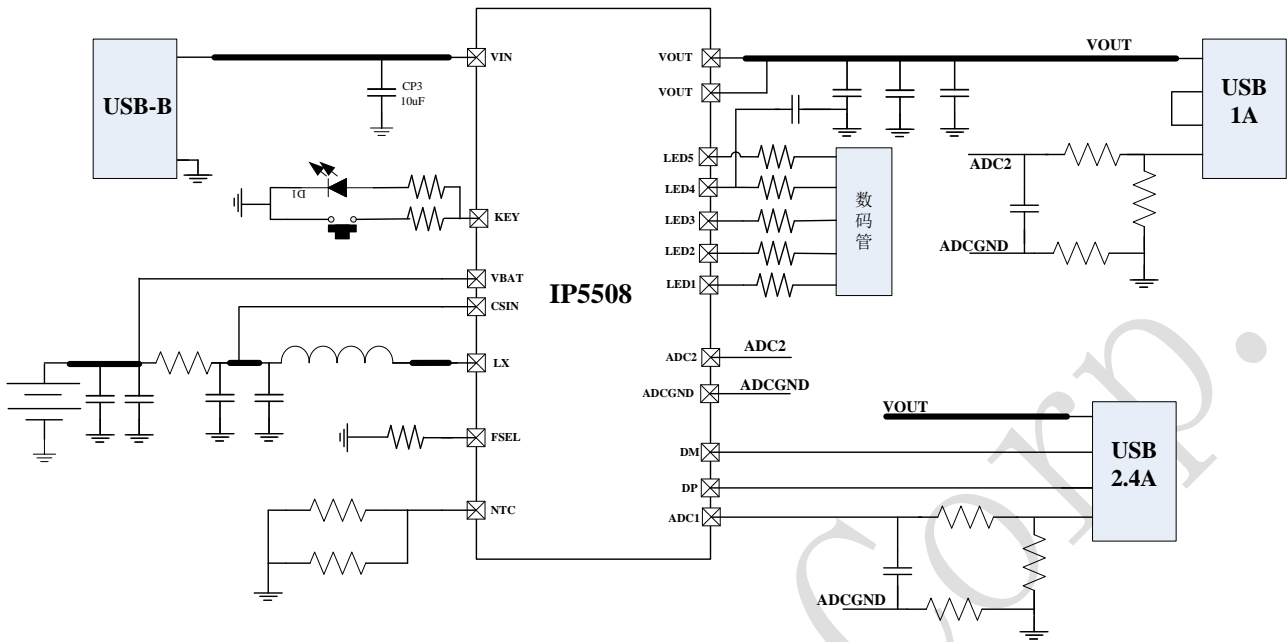 USB-B
CP3
10uF
D1
VIN
KEY
VBAT
CSIN
LX
FSEL
NTC
IP5508
VOUT
VOUT
LED5
LED4
LED3
LED2
LED1
ADC2
ADCGND
DM
DP
ADC1
数
码
管
VOUT
USB
1A
ADC2
ADCGND
ADC2
ADCGND
VOUT
USB
2.4A
ADCGND
Corp.